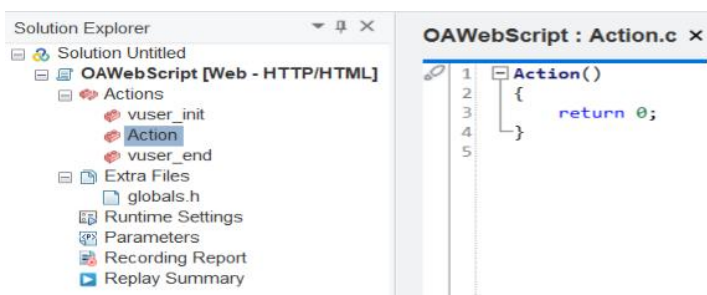 Solution Explorer
Solution Untitled
OAWebScript [Web - HTTP/HTML]
Actions
vuser_init
Action
vuser_end
Extra Files
globals.h
Runtime Settings
Parameters
Recording Report
Replay Summary
OAWebScript : Action.c ×
1 Action()
2 {
3 return 0;
4 }
5